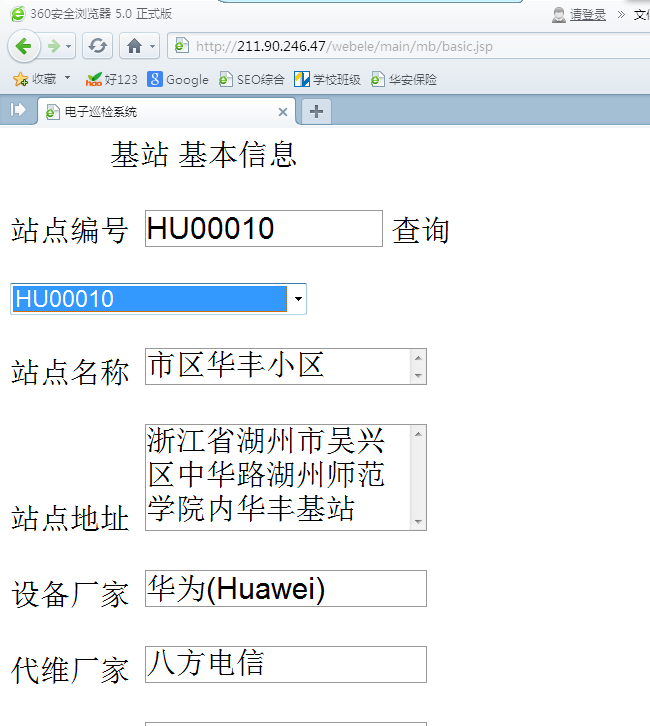 360安全浏览器 5.0 正式版 请登录 » 文
http://211.90.246.47/webele/main/mb/basic.jsp
收藏 好123 Google SEO综合 学校班级 华安保险
电子巡检系统
基站 基本信息
站点编号 HU00010 查询
HU00010
站点名称 市区华丰小区
浙江省湖州市吴兴
区中华路湖州师范
学院内华丰基站
站点地址
设备厂家 华为(Huawei)
代维厂家 八方电信